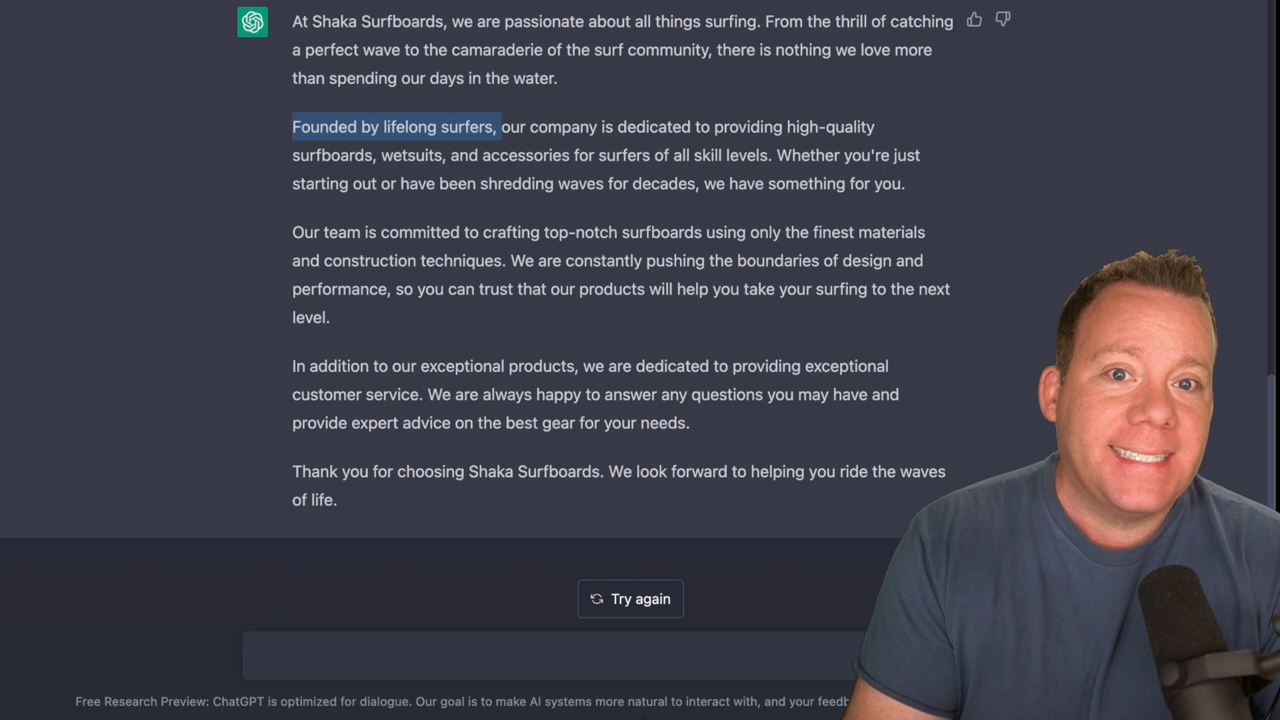 At Shaka Surfboards, we are passionate about all things surfing. From the thrill of catching
a perfect wave to the camaraderie of the surf community, there is nothing we love more
than spending our days in the water.
Founded by lifelong surfers, our company is dedicated to providing high-quality
surfboards, wetsuits, and accessories for surfers of all skill levels. Whether you're just
starting out or have been shredding waves for decades, we have something for you.
Our team is committed to crafting top-notch surfboards using only the finest materials
and construction techniques. We are constantly pushing the boundaries of design and
performance, so you can trust that our products will help you take your surfing to the next
level.
In addition to our exceptional products, we are dedicated to providing exceptional
customer service. We are always happy to answer any questions you may have and
provide expert advice on the best gear for your needs.
Thank you for choosing Shaka Surfboards. We look forward to helping you ride the waves
of life.
Try again
Free Research Preview: ChatGPT is optimized for dialogue. Our goal is to make AI systems more natural to interact with, and your